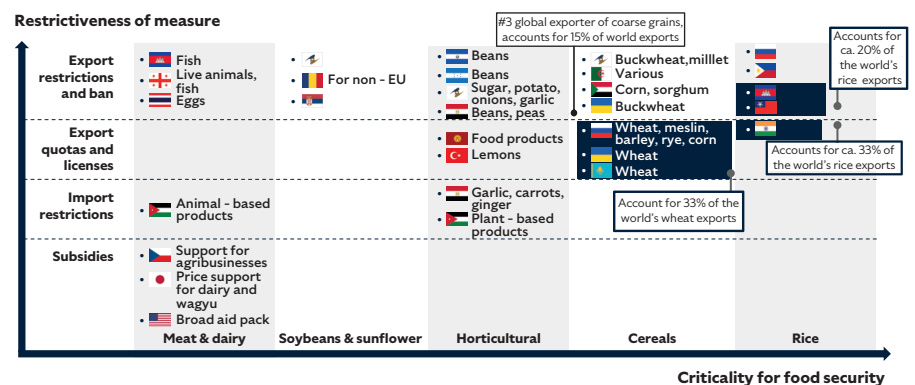 Restrictiveness of measure
#3 global exporter of coarse grains,
accounts for 15% of world exports
Accounts for
ca. 20% of
the world's
rice exports
Export
restrictions
and ban
• Fish
• Live animals,
fish
• Eggs
•
• For non - EU
•
• Beans
• Beans
• Sugar, potato,
onions, garlic
• Beans, peas
• Buckwheat,milllet
• Various
• Corn, sorghum
• Buckwheat
•
•
•
•
Export
quotas and
licenses
• Food products
• Lemons
• Wheat, meslin,
barley, rye, corn
• Wheat
• Wheat
•
Accounts for ca. 33% of
the world's rice exports
Account for 33% of the
world's wheat exports
Import
restrictions
• Animal - based
products
• Garlic, carrots,
ginger
• Plant - based
products
Subsidies
• Support for
agribusinesses
• Price support
for dairy and
wagyu
• Broad aid pack
Meat & dairy
Soybeans & sunflower
Horticultural
Cereals
Rice
Criticality for food security